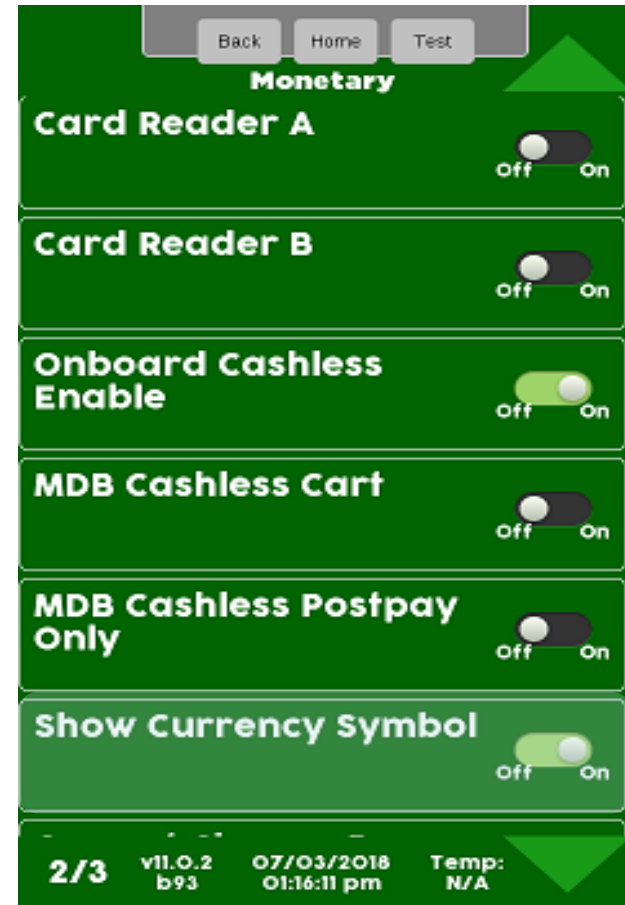 Back Home Test
Monetary
Card Reader A
Off On
Card Reader B
Off On
Onboard Cashless
Enable
Off On
MDB Cashless Cart
Off On
MDB Cashless Postpay
Only
Off On
Show Currency Symbol
Off On
2/3 v11.0.2 07/03/2018 Temp:
b93 01:16:11 pm N/A